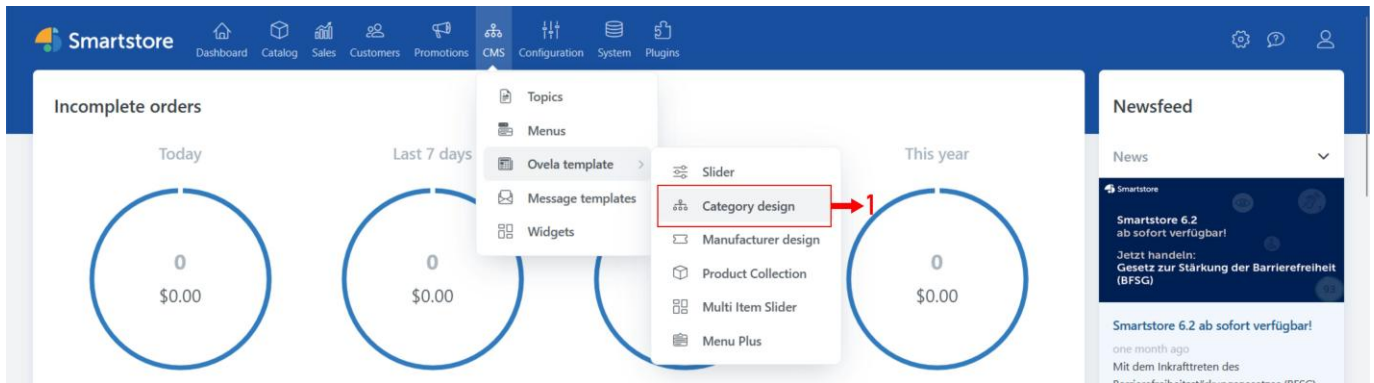 Smartstore
Dashboard
Catalog
Sales
Customers
Promotions
CMS
Configuration
System
Plugins
Incomplete orders
Today
Last 7 days
This year
0
$0.00
0
$0.00
0
$0.00
Topics
Menus
Ovela template
Message templates
Widgets
Slider
Category design
1
Manufacturer design
Product Collection
Multi Item Slider
Menu Plus
Newsfeed
News
Smartstore
Smartstore 6.2
ab sofort verfügbar!
Jetzt handeln:
Gesetz zur Stärkung der Barrierefreiheit
(BFSG)
Smartstore 6.2 ab sofort verfügbar!
one month ago
Mit dem Inkrafttreten des